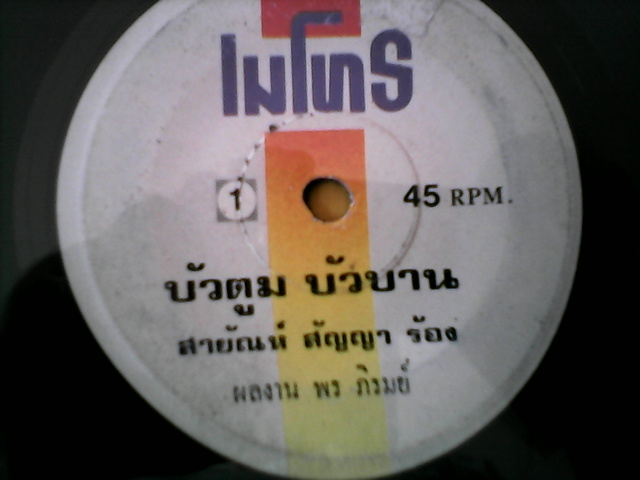 เมโทร
1
45 RPM.
บัวตูม บัวบาน
สายัณห์ สัญญา ร้อง
ผลงาน พร ภิรมย์